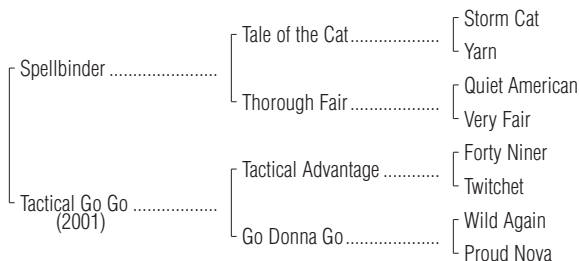 Storm Cat
Tale of the Cat....................
Yarn
Spellbinder ........................
Quiet American
Thorough Fair....................
Very Fair
Forty Niner
Tactical Advantage ............
Twitchet
Tactical Go Go ..................
(2001)
Wild Again
Go Donna Go.....................
Proud Nova